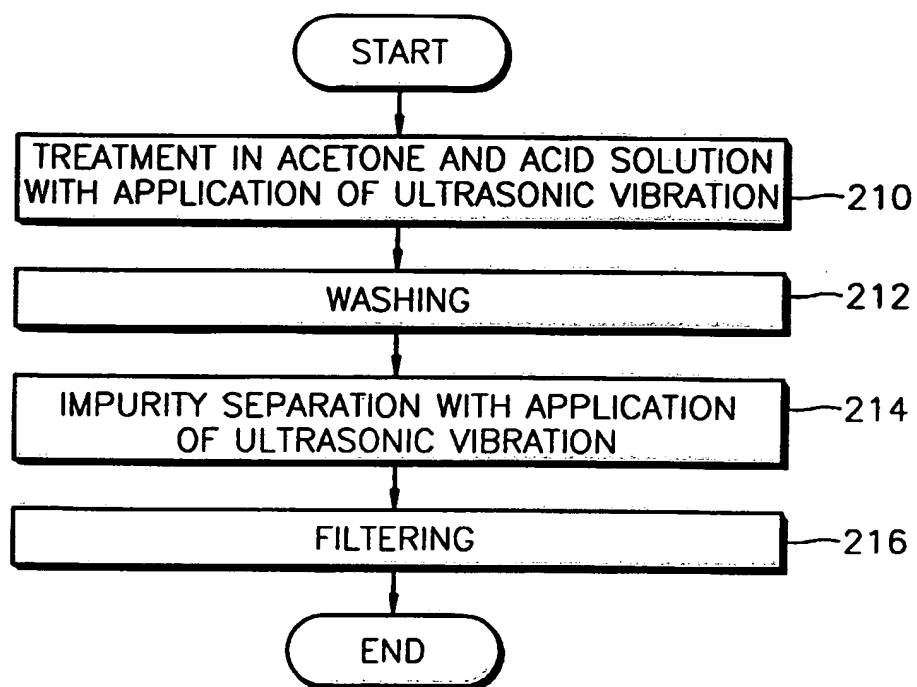 START
TREATMENT IN ACETONE AND ACID SOLUTION
WITH APPLICATION OF ULTRASONIC VIBRATION
210
WASHING
212
IMPURITY SEPARATION WITH APPLICATION
OF ULTRASONIC VIBRATION
214
FILTERING
216
END